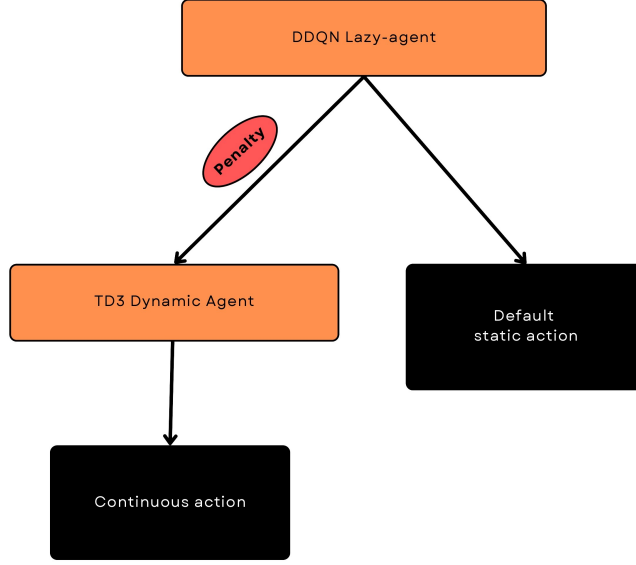 DDQN Lazy-agent
Penalty
TD3 Dynamic Agent
Default
static action
Continuous action